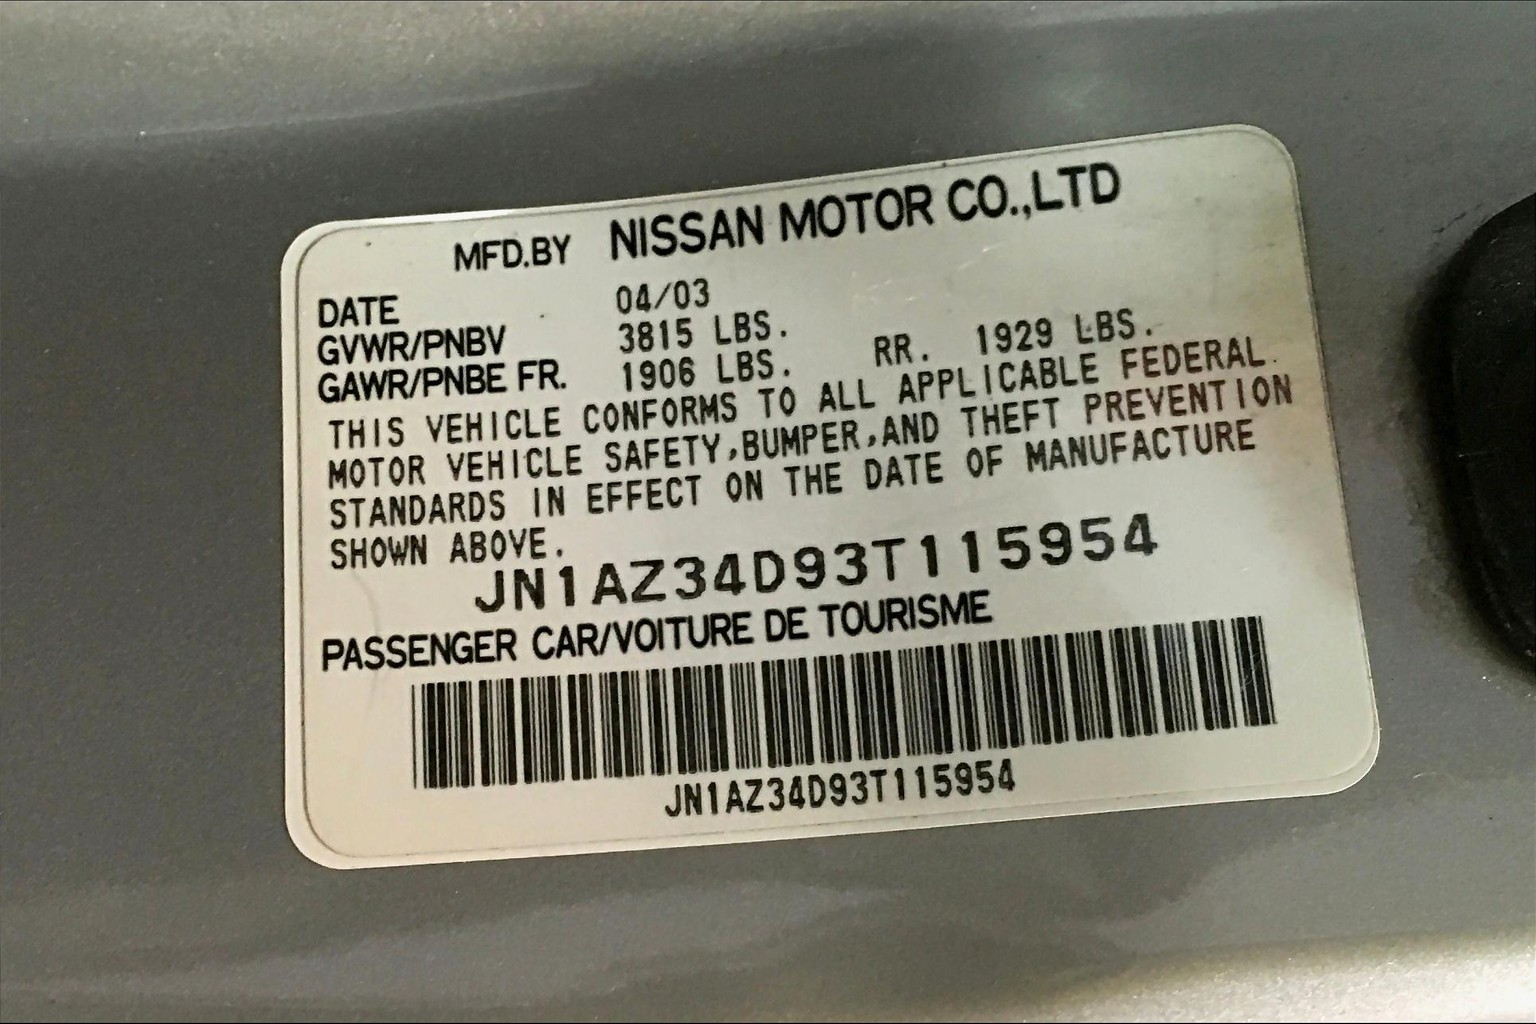 MFD.BY NISSAN MOTOR CO.,LTD
DATE 04/03
GVWR/PNBV 3815 LBS.
GAWR/PNBE FR. 1906 LBS. RR. 1929 LBS.
THIS VEHICLE CONFORMS TO ALL APPLICABLE FEDERAL
MOTOR VEHICLE SAFETY,BUMPER,AND THEFT PREVENTION
STANDARDS IN EFFECT ON THE DATE OF MANUFACTURE
SHOWN ABOVE.
JN1AZ34D93T115954
PASSENGER CAR/VOITURE DE TOURISME
JN1AZ34D93T115954